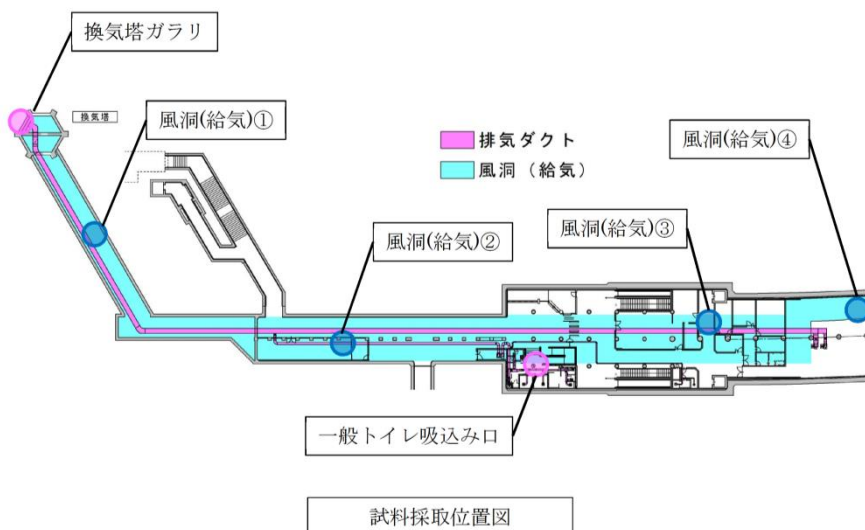 換気塔ガラリ
換気塔
風洞(給気)①
排気ダクト
風洞（給気）
風洞(給気)④
風洞(給気)②
風洞(給気)③
一般トイレ吸込み口
試料採取位置図